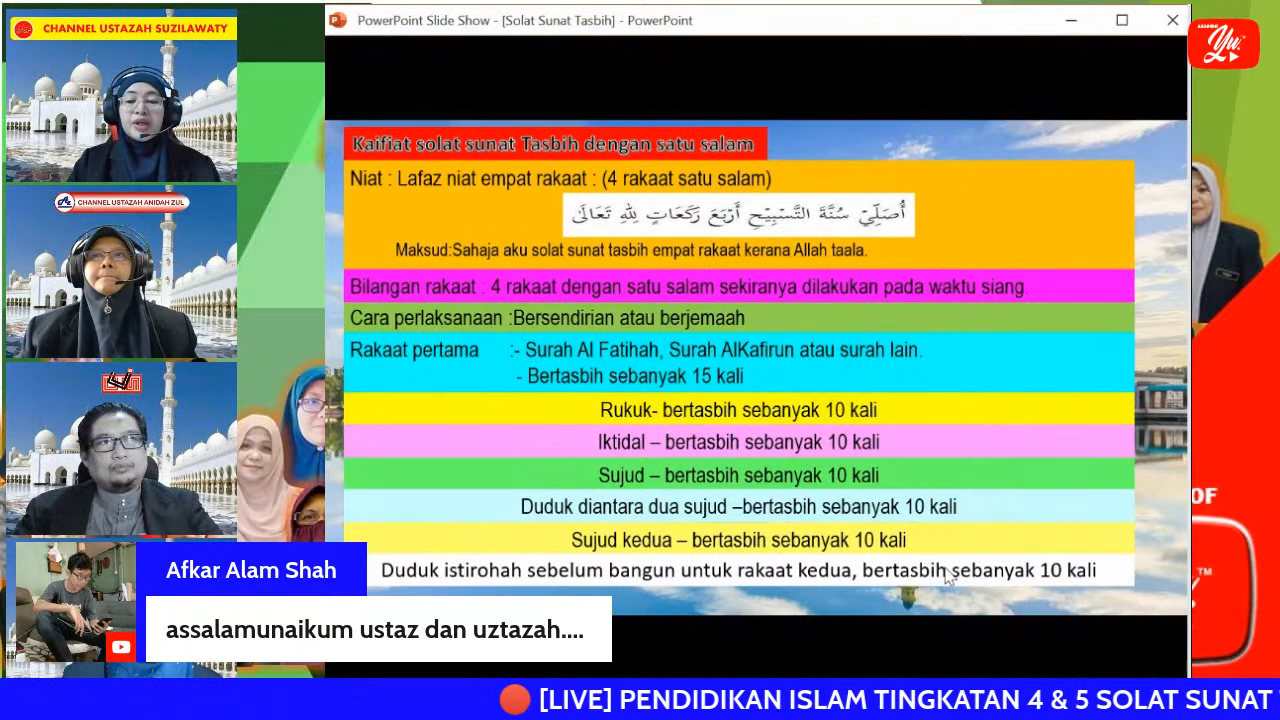 CHANNEL USTAZAH SUZILAWATY
CHANNEL USTAZAH ANIDAH ZUL
PowerPoint Slide Show - [Solat Sunat Tasbih] - PowerPoint
AKADEMI
Yu.
Kaifiat solat sunat Tasbih dengan satu salam
Niat : Lafaz niat empat rakaat : (4 rakaat satu salam)
أُصَلِّيْ سُنَّةَ التَّسْبِيْحِ أَرْبَعَ رَكَعَاتٍ لِلّٰهِ تَعَالَى
Maksud:Sahaja aku solat sunat tasbih empat rakaat kerana Allah taala.
Bilangan rakaat : 4 rakaat dengan satu salam sekiranya dilakukan pada waktu siang.
Cara perlaksanaan :Bersendirian atau berjemaah
Rakaat pertama :- Surah Al Fatihah, Surah AlKafirun atau surah lain.
- Bertasbih sebanyak 15 kali
Rukuk- bertasbih sebanyak 10 kali
Iktidal – bertasbih sebanyak 10 kali
Sujud – bertasbih sebanyak 10 kali
Duduk diantara dua sujud –bertasbih sebanyak 10 kali
Sujud kedua – bertasbih sebanyak 10 kali
Duduk istirohah sebelum bangun untuk rakaat kedua, bertasbih sebanyak 10 kali
OF
TM
Afkar Alam Shah
assalamunaikum ustaz dan uztazah....
[LIVE] PENDIDIKAN ISLAM TINGKATAN 4 & 5 SOLAT SUNAT